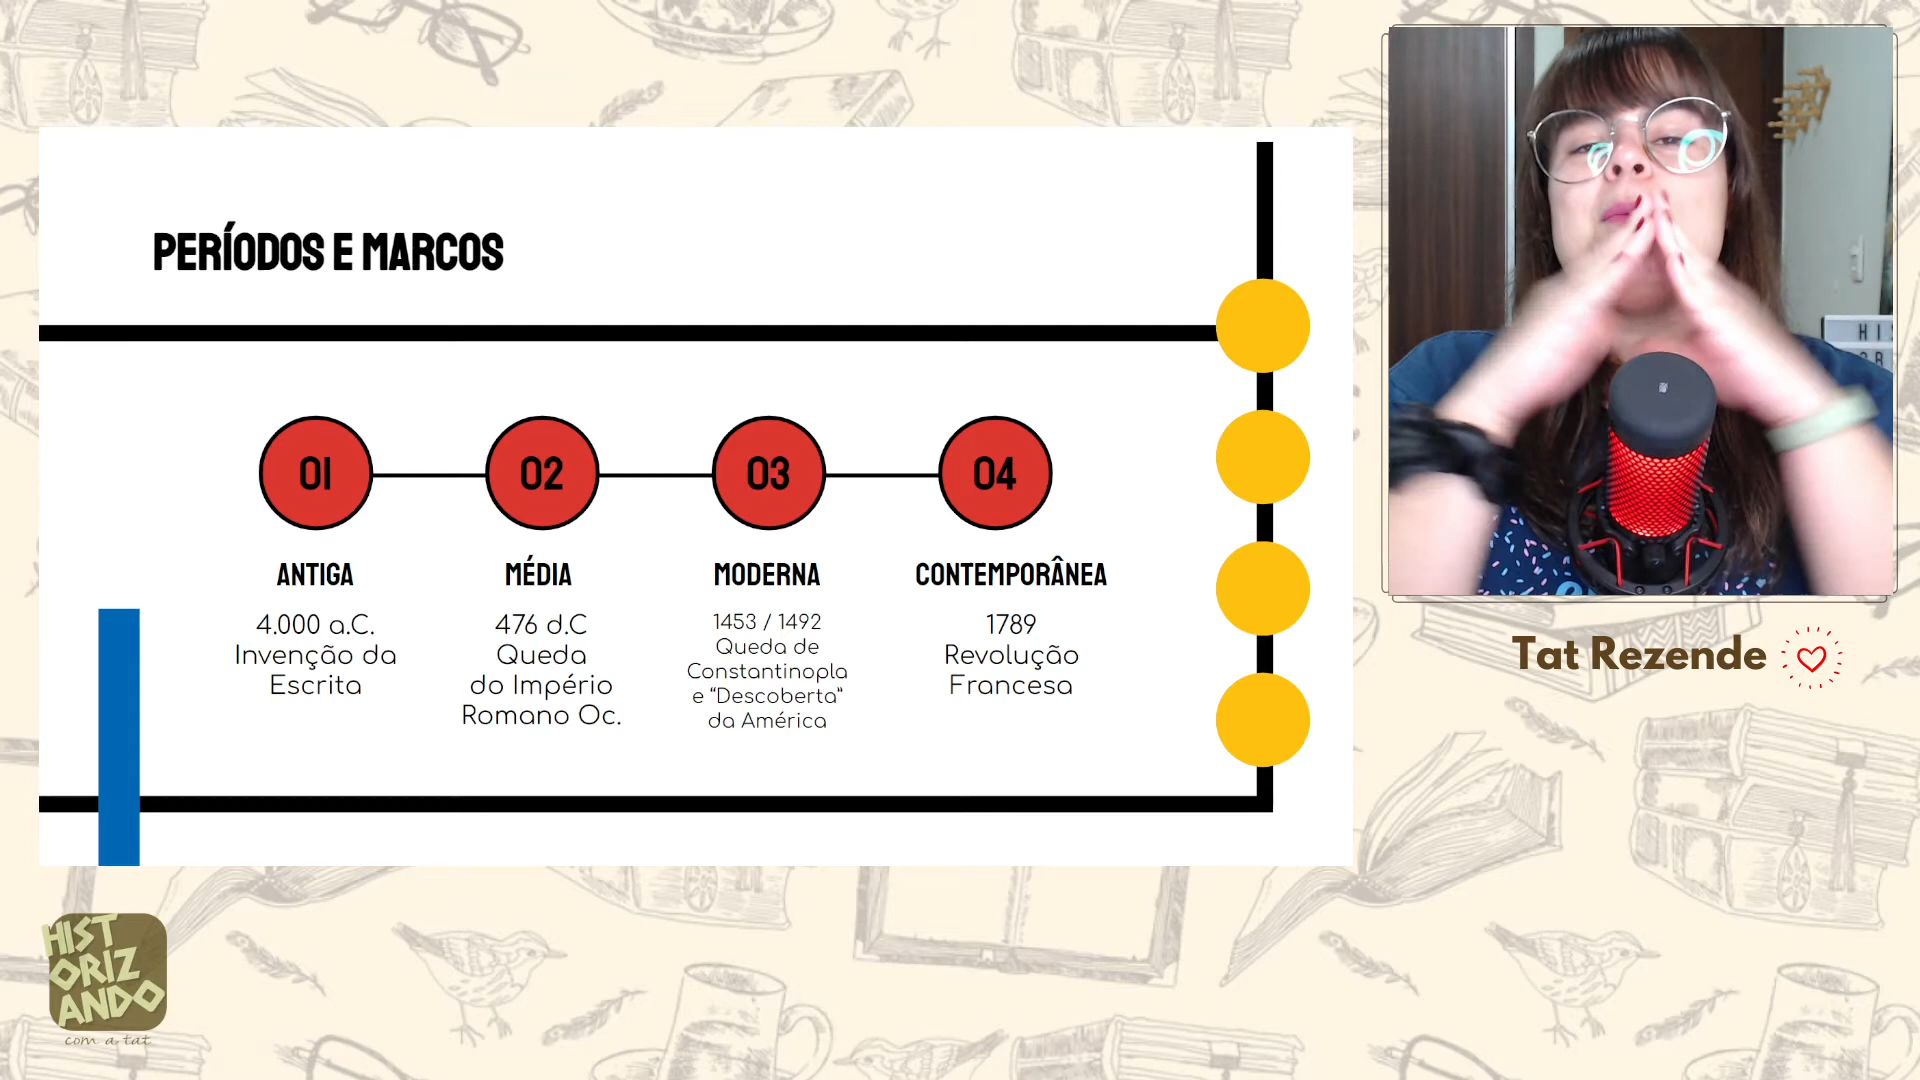 PERÍODOS E MARCOS
01
02
03
04
ANTIGA
4.000 a.C.
Invenção da
Escrita
MÉDIA
476 d.C
Queda
do Império
Romano Oc.
MODERNA
1453 / 1492
Queda de
Constantinopla
e “Descoberta”
da América
CONTEMPORÂNEA
1789
Revolução
Francesa
HI
Tat Rezende
HIST
ORIZ
ANDO
com a tat